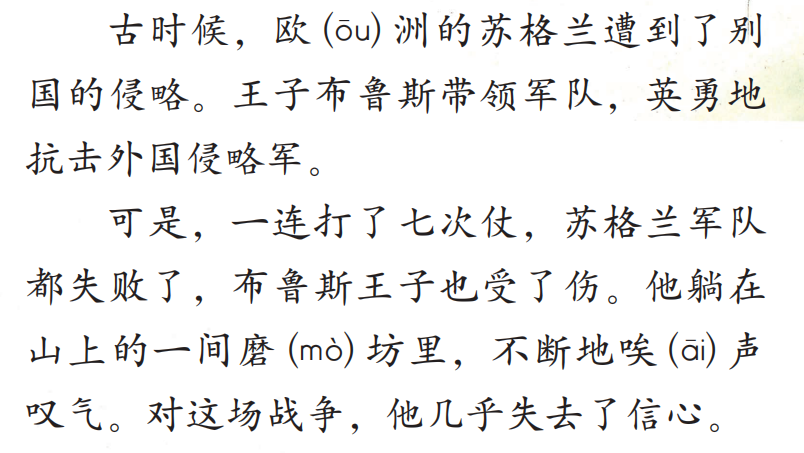 古时候，欧(ōu)洲的苏格兰遭到了别
国的侵略。王子布鲁斯带领军队，英勇地
抗击外国侵略军。
可是，一连打了七次仗，苏格兰军队
都失败了，布鲁斯王子也受了伤。他躺在
山上的一间磨(mò)坊里，不断地唉(āi)声
叹气。对这场战争，他几乎失去了信心。